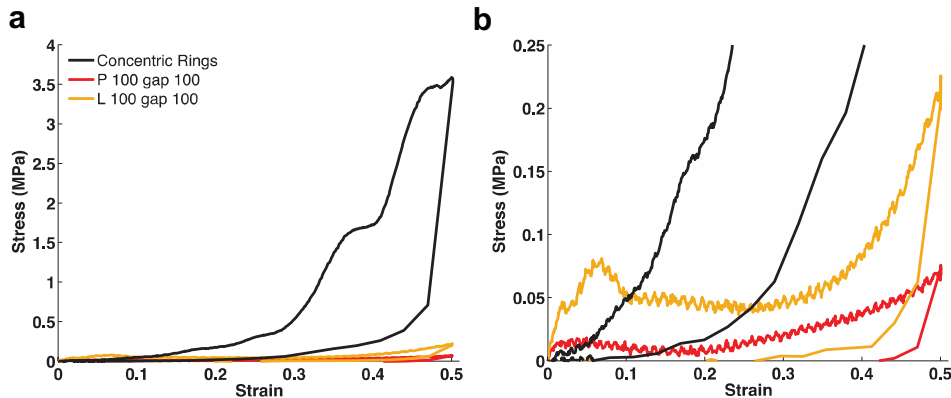 a
4
3.5
3
2.5
2
1.5
1
0.5
0
Stress (MPa)
Concentric Rings
P 100 gap 100
L 100 gap 100
0 0.1 0.2 0.3 0.4 0.5
Strain
b
0.25
0.2
0.15
0.1
0.05
0
Stress (MPa)
0 0.1 0.2 0.3 0.4 0.5
Strain